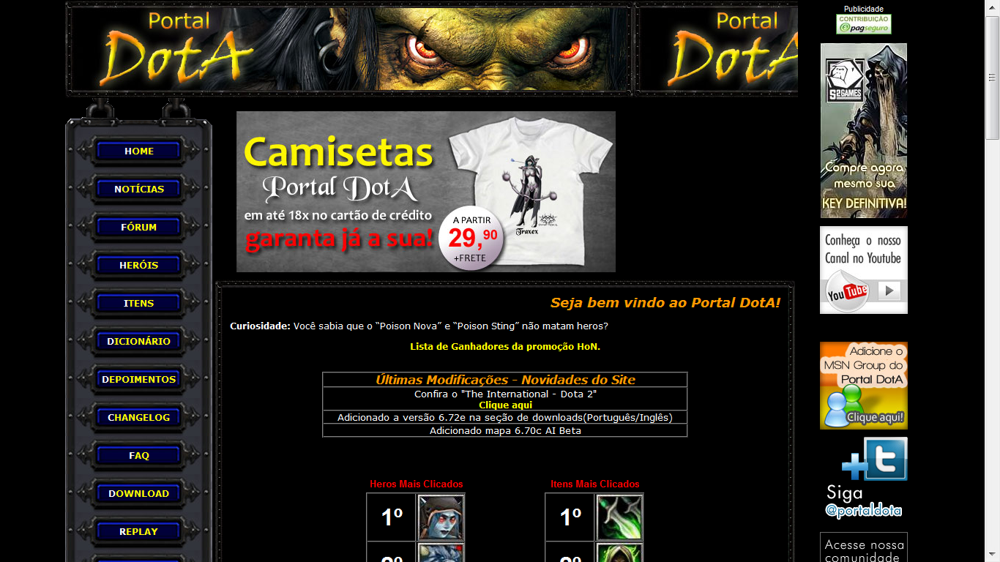 Portal
DotA
Portal
DotA
Publicidade
CONTRIBUIÇÃO
pagseguro
S2GAMES
Compre agora
mesmo sua
KEY DEFINITIVA!
Conheça o nosso
Canal no Youtube
YouTube
Adicione o
MSN Group do
Portal DotA
Clique aqui!
Siga
@portaldota
Acesse nossa
comunidade
HOME
NOTÍCIAS
FÓRUM
HERÓIS
ITENS
DICIONÁRIO
DEPOIMENTOS
CHANGELOG
FAQ
DOWNLOAD
REPLAY
Camisetas
Portal DotA
em até 18x no cartão de crédito
garanta já a sua!
A PARTIR
29,90
+FRETE
Traxex
Seja bem vindo ao Portal DotA!
Curiosidade: Você sabia que o “Poison Nova” e “Poison Sting” não matam heros?
Lista de Ganhadores da promoção HoN.
Últimas Modificações - Novidades do Site
Confira o "The International - Dota 2"
Clique aqui
Adicionado a versão 6.72e na seção de downloads(Português/Inglês)
Adicionado mapa 6.70c AI Beta
Heros Mais Clicados
1º
2º
Itens Mais Clicados
1º
2º